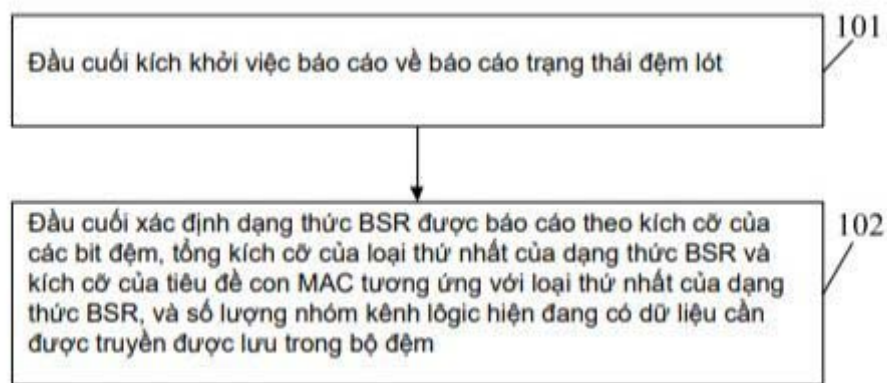 101
Đầu cuối kích khởi việc báo cáo về báo cáo trạng thái đệm lót
102
Đầu cuối xác định dạng thức BSR được báo cáo theo kích cỡ của
các bit đệm, tổng kích cỡ của loại thứ nhất của dạng thức BSR và
kích cỡ của tiêu đề con MAC tương ứng với loại thứ nhất của dạng
thức BSR, và số lượng nhóm kênh lôgic hiện đang có dữ liệu cần
được truyền được lưu trong bộ đệm